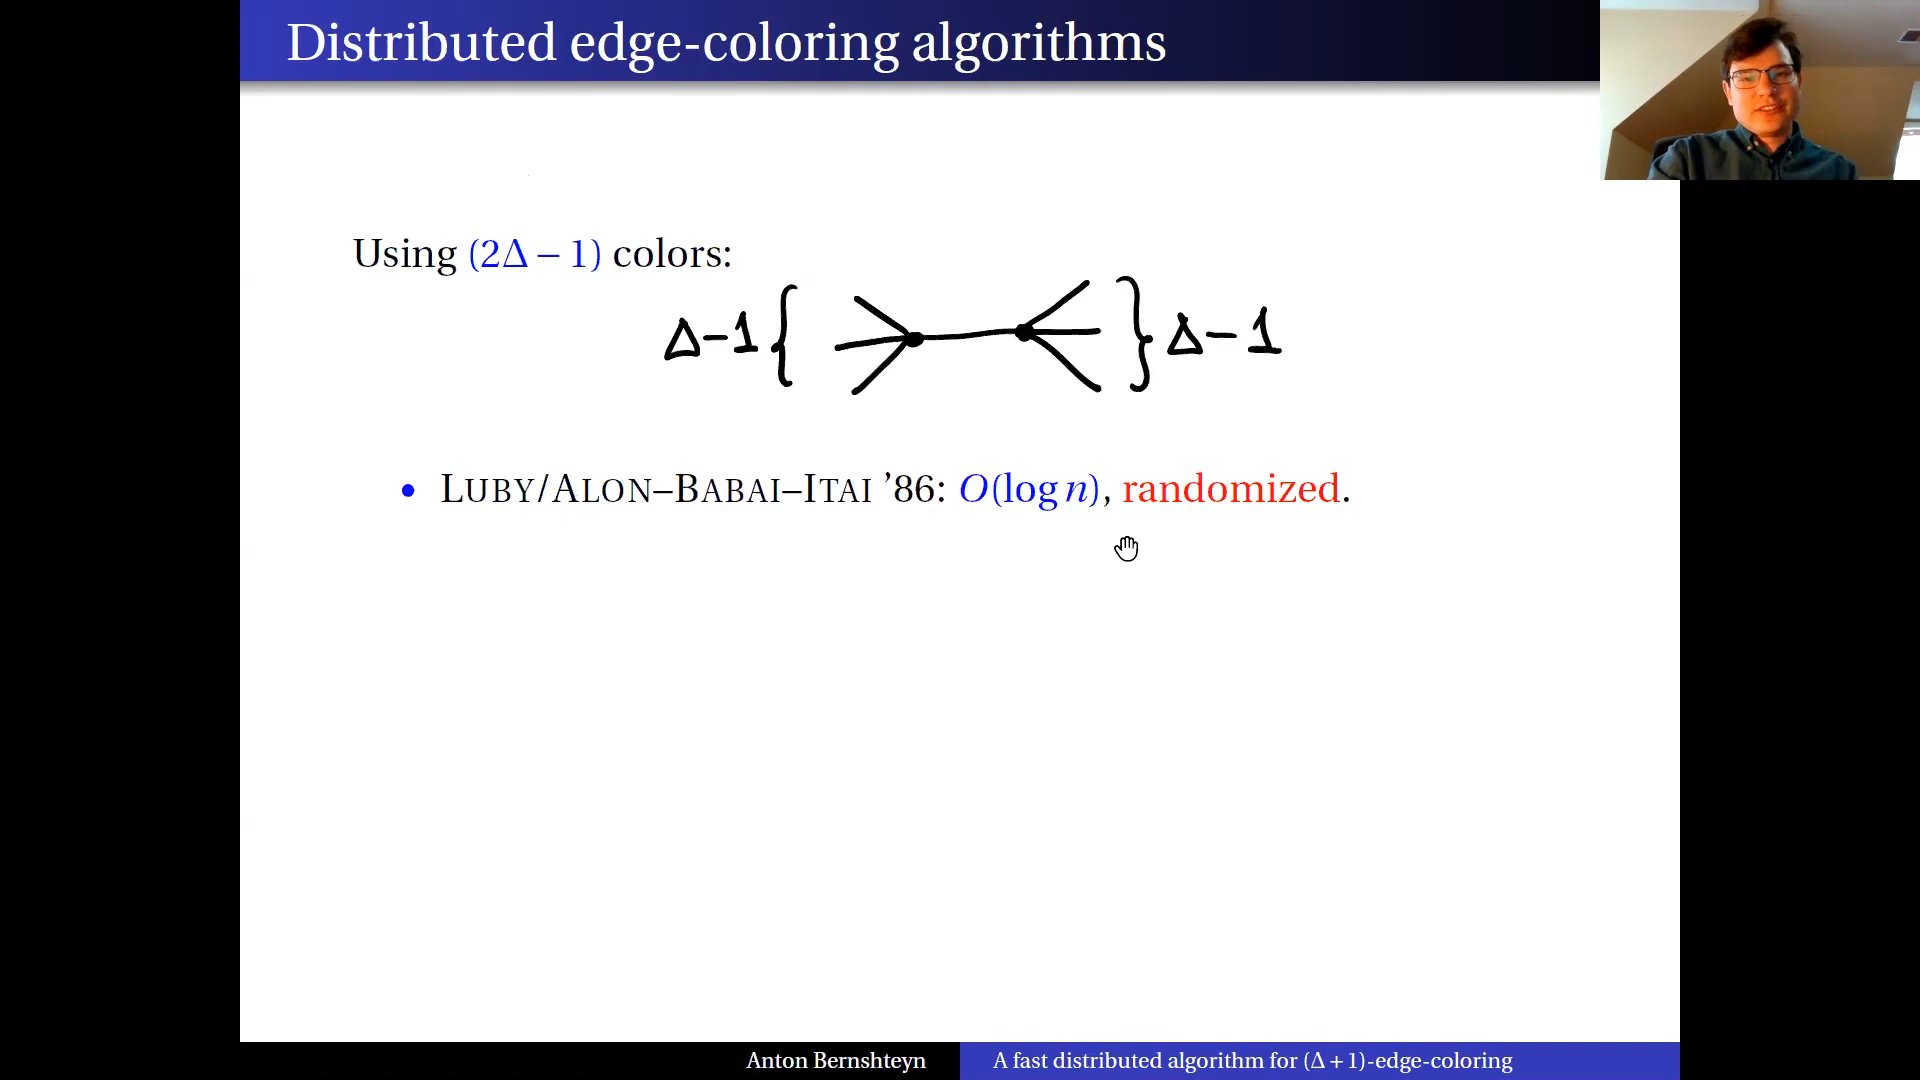 Distributed edge-coloring algorithms
Using (2Δ − 1) colors:
Δ−1 { } Δ−1
• LUBY/ALON–BABAI–ITAI ’86: O(log n), randomized.
Anton Bernshteyn
A fast distributed algorithm for (Δ + 1)-edge-coloring